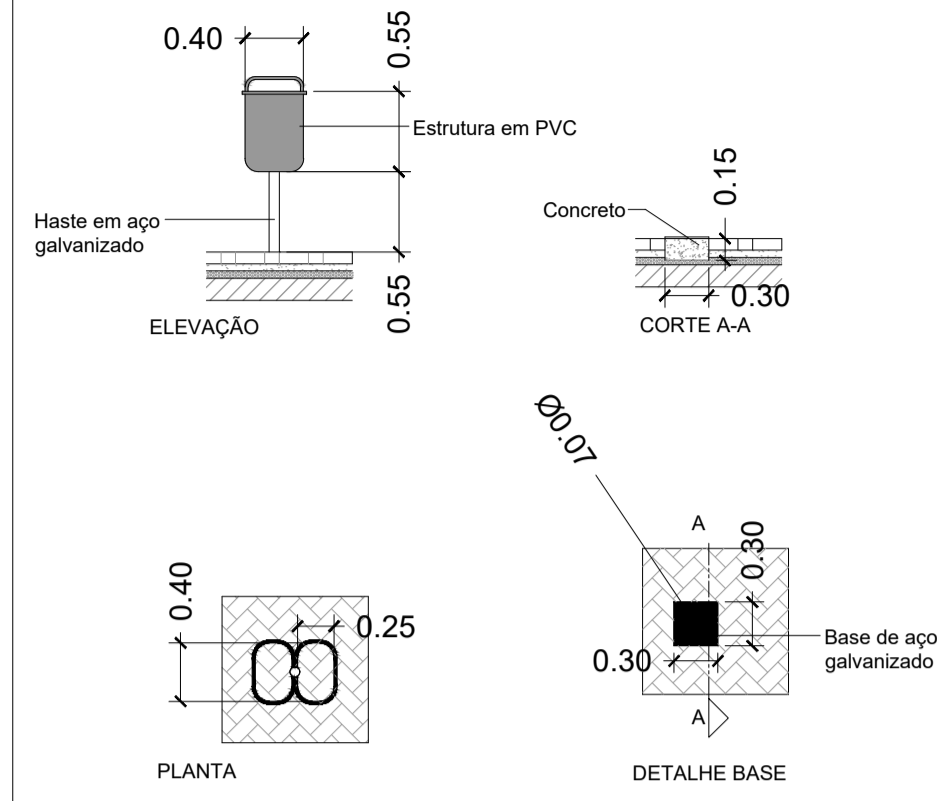 0.40
0.55
Estrutura em PVC
Haste em aço
galvanizado
0.55
ELEVAÇÃO
0.15
Concreto
0.30
CORTE A-A
0.40
0.25
PLANTA
Ø0.07
A
0.30
0.30
Base de aço
galvanizado
A
DETALHE BASE